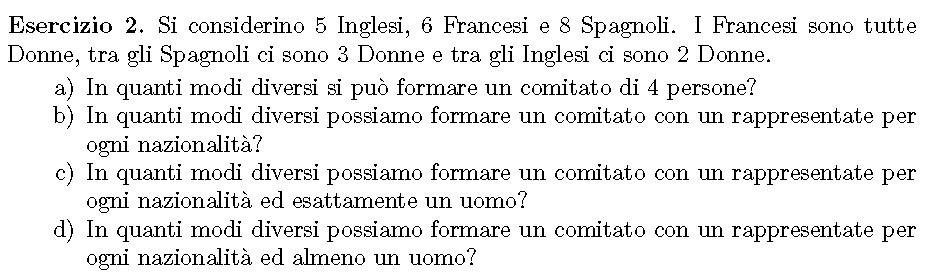 Esercizio 2. Si considerino 5 Inglesi, 6 Francesi e 8 Spagnoli. I Francesi sono tutte
Donne, tra gli Spagnoli ci sono 3 Donne e tra gli Inglesi ci sono 2 Donne.
a) In quanti modi diversi si può formare un comitato di 4 persone?
b) In quanti modi diversi possiamo formare un comitato con un rappresentate per
ogni nazionalità?
c) In quanti modi diversi possiamo formare un comitato con un rappresentate per
ogni nazionalità ed esattamente un uomo?
d) In quanti modi diversi possiamo formare un comitato con un rappresentate per
ogni nazionalità ed almeno un uomo?